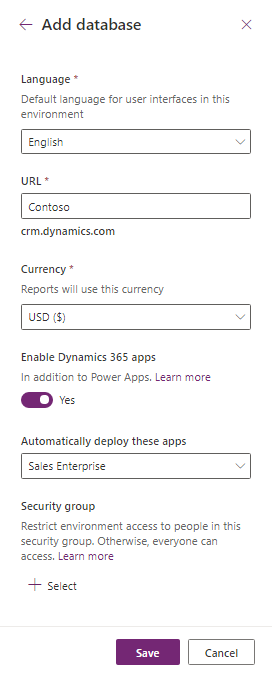 Add database
Language *
Default language for user interfaces in this
environment
English
URL *
Contoso
crm.dynamics.com
Currency *
Reports will use this currency
USD ($)
Enable Dynamics 365 apps
In addition to Power Apps. Learn more
Yes
Automatically deploy these apps
Sales Enterprise
Security group
Restrict environment access to people in this
security group. Otherwise, everyone can
access. Learn more
Select
Save Cancel